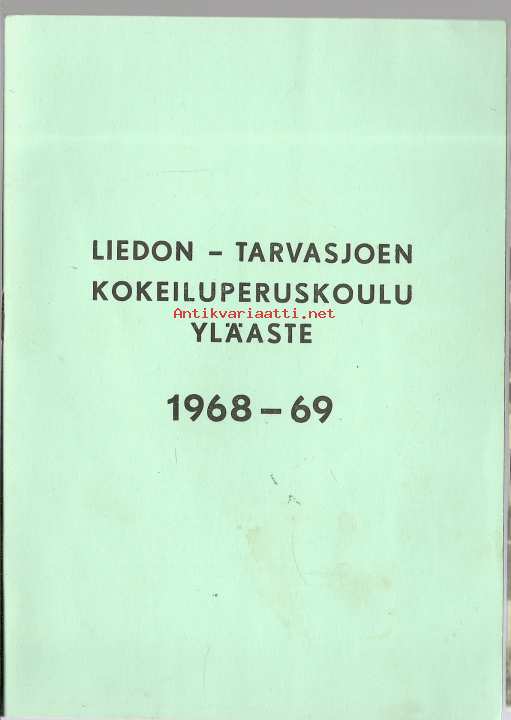 LIEDON – TARVASJOEN
KOKEILUPERUSKOULU
Antikvariaatti.net
YLÄASTE
1968 – 69